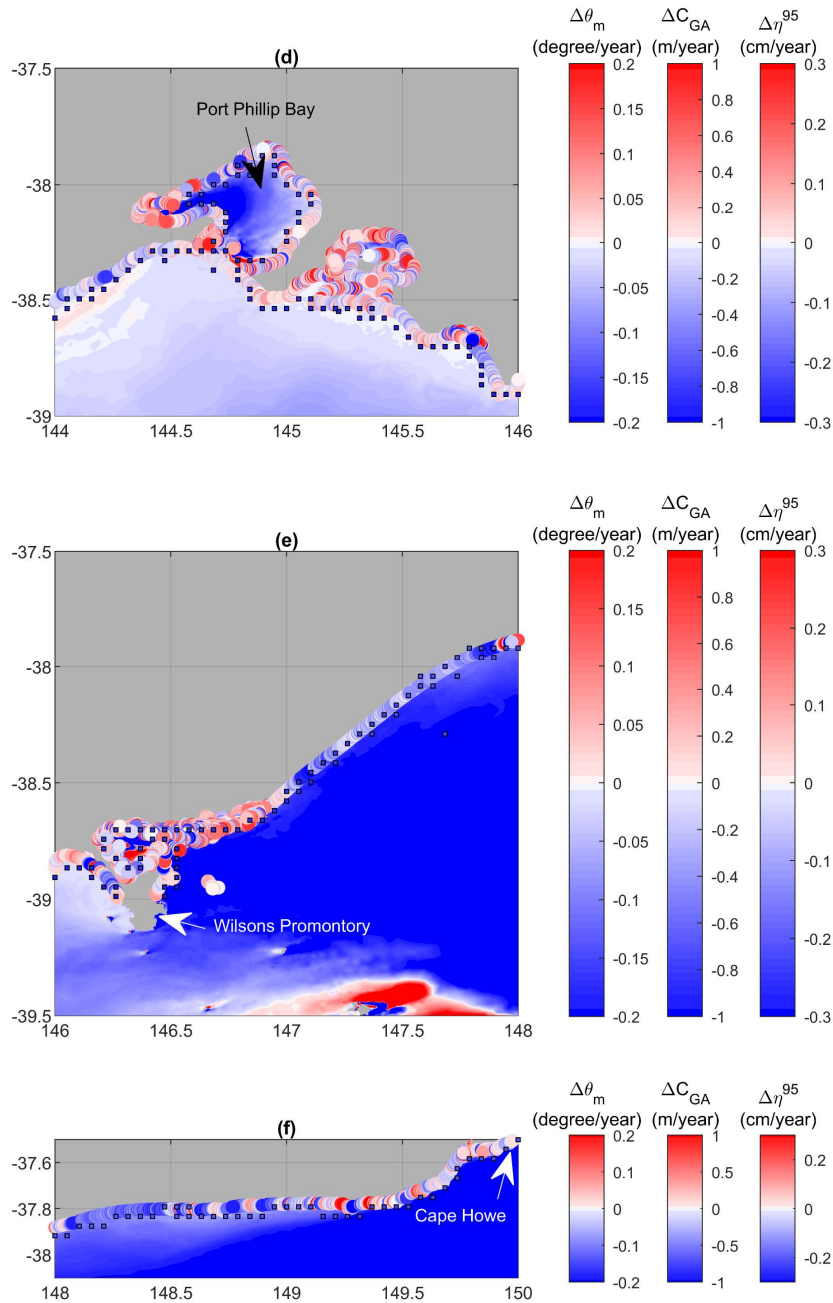 Δθm ΔCGA Δη95
(degree/year) (m/year) (cm/year)
(d)
-37.5
-38
-38.5
-39
144 144.5 145 145.5 146
Port Phillip Bay
0.2 1 0.3
0.8
0.15 0.2
0.6
0.1
0.4
0.1
0.05
0.2
0 0 0
-0.2
-0.05
-0.1
-0.4
-0.1
-0.6
-0.15 -0.2
-0.8
-0.2 -1 -0.3
Δθm ΔCGA Δη95
(degree/year) (m/year) (cm/year)
(e)
-37.5
-38
-38.5
-39
-39.5
146 146.5 147 147.5 148
Wilsons Promontory
0.2 1 0.3
0.8
0.15 0.2
0.6
0.1
0.4
0.1
0.05
0.2
0 0 0
-0.2
-0.05
-0.1
-0.4
-0.1
-0.6
-0.15 -0.2
-0.8
-0.2 -1 -0.3
Δθm ΔCGA Δη95
(degree/year) (m/year) (cm/year)
(f)
-37.6
-37.8
-38
148 148.5 149 149.5 150
Cape Howe
0.2 1
0.2
0.1 0.5
0 0 0
-0.1 -0.5
-0.2
-0.2 -1